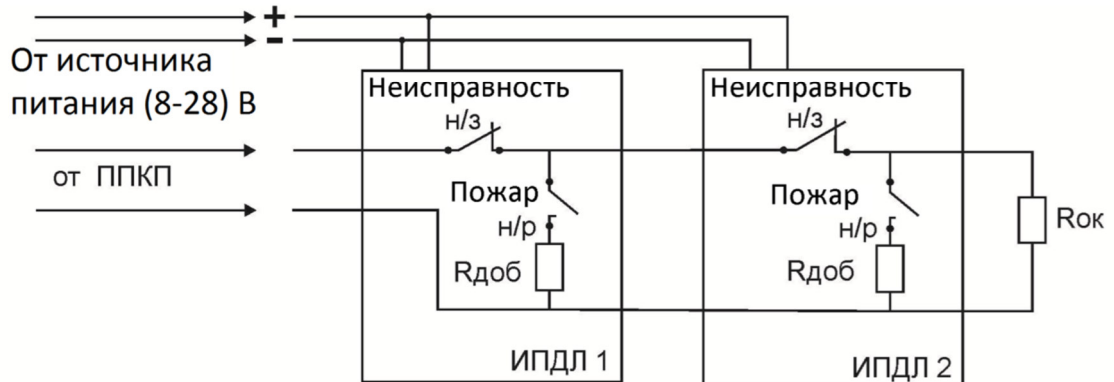 +
-
От источника
питания (8-28) В
от ППКП
Неисправность
н/з
Пожар
н/р
Rдоб
ИПДЛ 1
Неисправность
н/з
Пожар
н/р
Rдоб
ИПДЛ 2
Rок